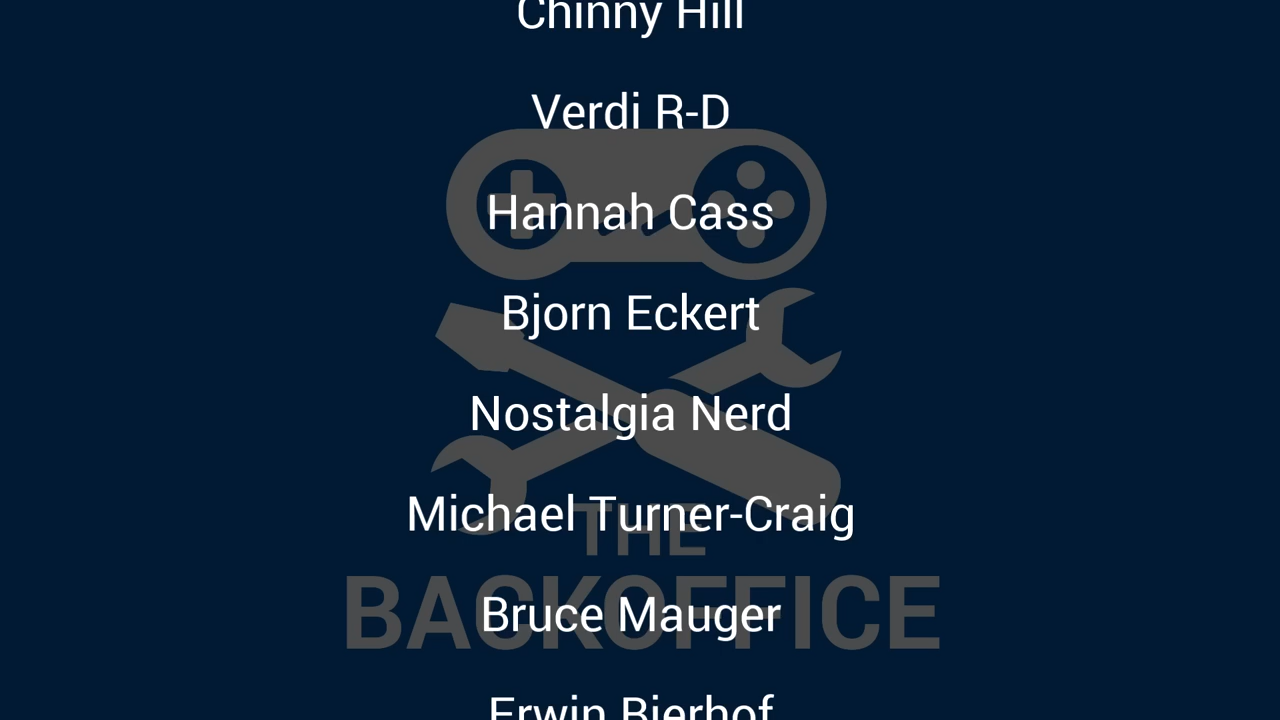 Chinny Hill
Verdi R-D
Hannah Cass
Bjorn Eckert
Nostalgia Nerd
Michael Turner-Craig
THE
Bruce Mauger
BACKOFFICE
Erwin Bierhof